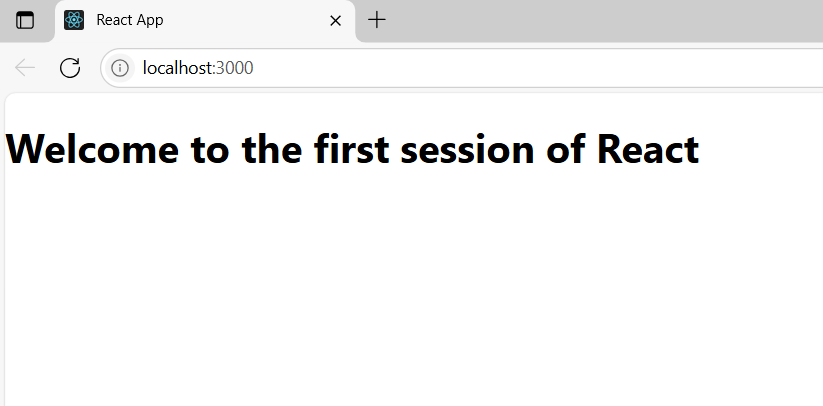 React App
localhost:3000
Welcome to the first session of React